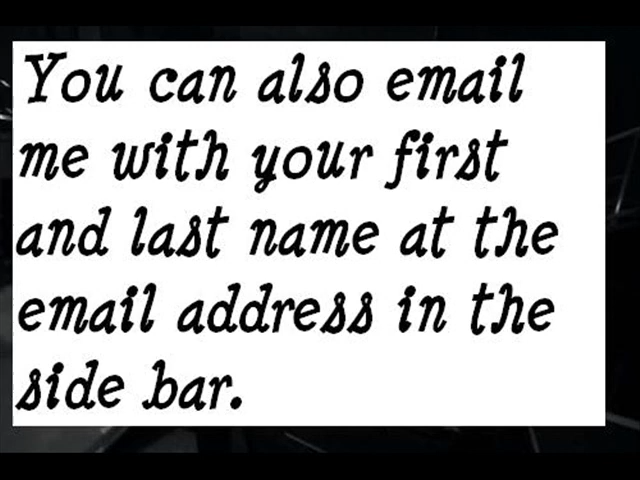 You can also email
me with your first
and last name at the
email address in the
side bar.